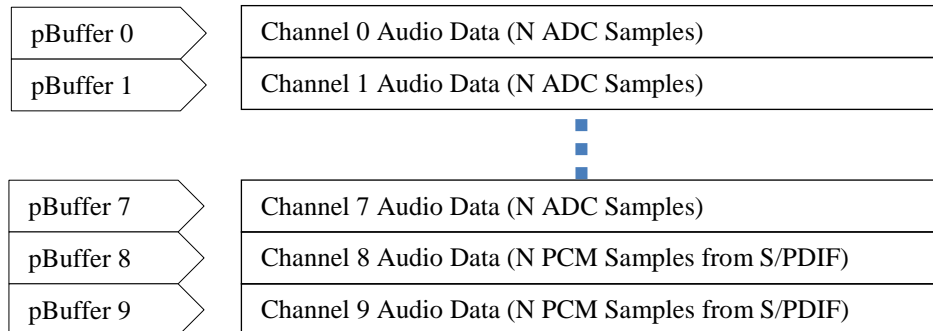 pBuffer 0
Channel 0 Audio Data (N ADC Samples)
pBuffer 1
Channel 1 Audio Data (N ADC Samples)
pBuffer 7
Channel 7 Audio Data (N ADC Samples)
pBuffer 8
Channel 8 Audio Data (N PCM Samples from S/PDIF)
pBuffer 9
Channel 9 Audio Data (N PCM Samples from S/PDIF)